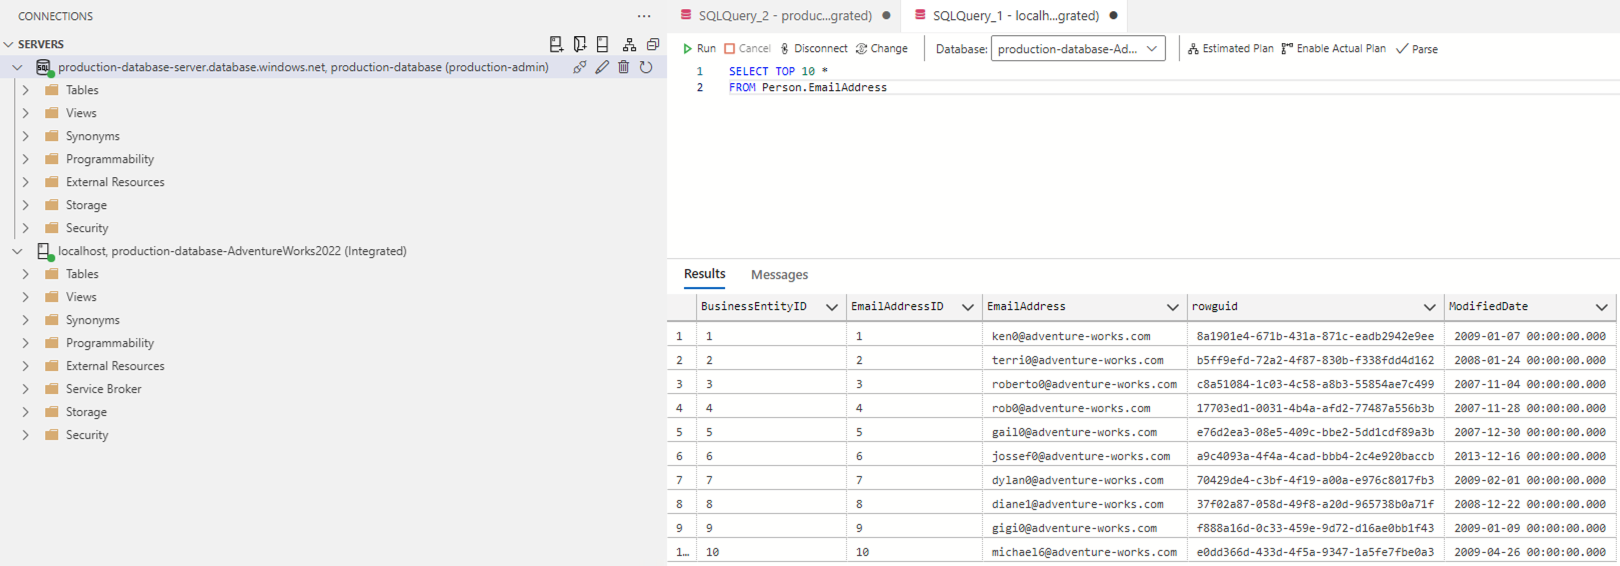 CONNECTIONS
SERVERS
production-database-server.database.windows.net, production-database (production-admin)
Tables
Views
Synonyms
Programmability
External Resources
Storage
Security
localhost, production-database-AdventureWorks2022 (Integrated)
Tables
Views
Synonyms
Programmability
External Resources
Service Broker
Storage
Security
SQLQuery_2 - produc...grated) SQLQuery_1 - localh...grated)
Run Cancel Disconnect Change Database: production-database-Ad... Estimated Plan Enable Actual Plan Parse
1 SELECT TOP 10 *
2 FROM Person.EmailAddress
Results Messages
BusinessEntityID EmailAddressID EmailAddress rowguid ModifiedDate
1 1 1 ken0@adventure-works.com 8a1901e4-671b-431a-871c-eadb2942e9ee 2009-01-07 00:00:00.000
2 2 2 terri0@adventure-works.com b5ff9efd-72a2-4f87-830b-f338fdd4d162 2008-01-24 00:00:00.000
3 3 3 roberto0@adventure-works.com c8a51084-1c03-4c58-a8b3-55854ae7c499 2007-11-04 00:00:00.000
4 4 4 rob0@adventure-works.com 17703ed1-0031-4b4a-afd2-77487a556b3b 2007-11-28 00:00:00.000
5 5 5 gail0@adventure-works.com e76d2ea3-08e5-409c-bbe2-5dd1cdf89a3b 2007-12-30 00:00:00.000
6 6 6 jossef0@adventure-works.com a9c4093a-4f4a-4cad-bbb4-2c4e920baccb 2013-12-16 00:00:00.000
7 7 7 dylan0@adventure-works.com 70429de4-c3bf-4f19-a00a-e976c8017fb3 2009-02-01 00:00:00.000
8 8 8 diane1@adventure-works.com 37f02a87-058d-49f8-a20d-965738b0a71f 2008-12-22 00:00:00.000
9 9 9 gigi0@adventure-works.com f888a16d-0c33-459e-9d72-d16ae0bb1f43 2009-01-09 00:00:00.000
1... 10 10 michael6@adventure-works.com e0dd366d-433d-4f5a-9347-1a5fe7fbe0a3 2009-04-26 00:00:00.000